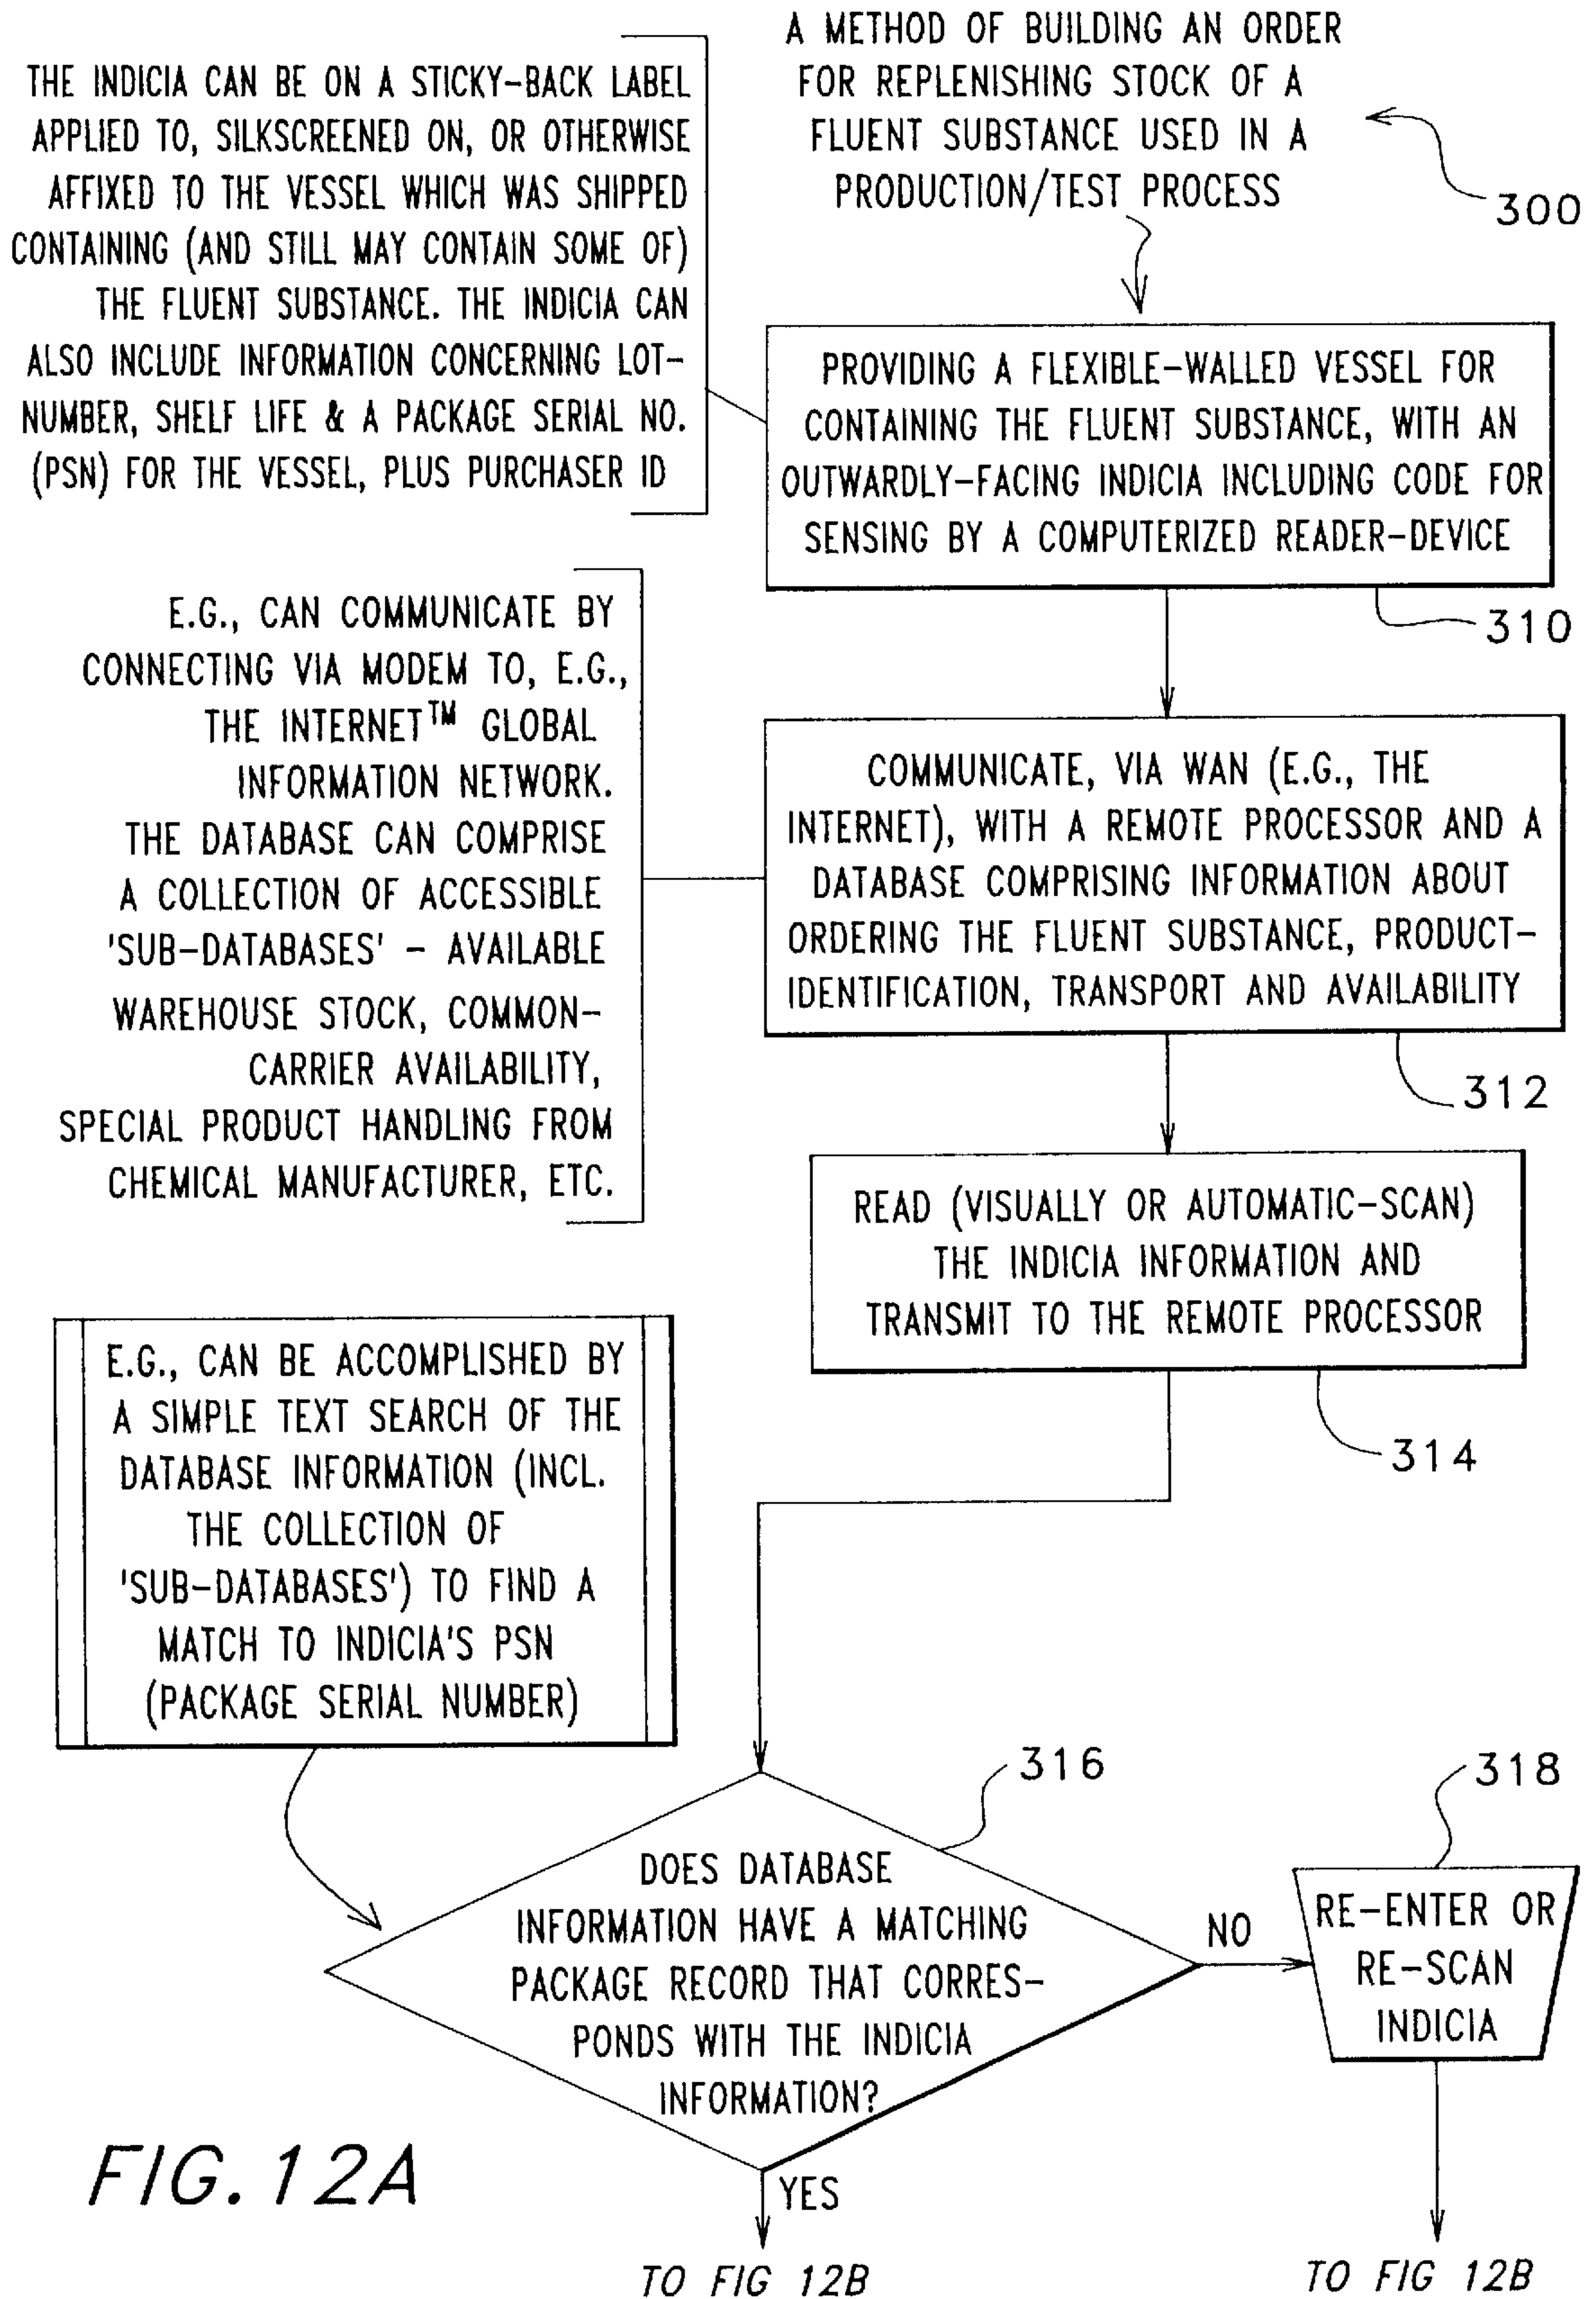 A METHOD OF BUILDING AN ORDER
FOR REPLENISHING STOCK OF A
FLUENT SUBSTANCE USED IN A
PRODUCTION/TEST PROCESS
300
THE INDICIA CAN BE ON A STICKY-BACK LABEL
APPLIED TO, SILKSCREENED ON, OR OTHERWISE
AFFIXED TO THE VESSEL WHICH WAS SHIPPED
CONTAINING (AND STILL MAY CONTAIN SOME OF)
THE FLUENT SUBSTANCE. THE INDICIA CAN
ALSO INCLUDE INFORMATION CONCERNING LOT-
NUMBER, SHELF LIFE & A PACKAGE SERIAL NO.
(PSN) FOR THE VESSEL, PLUS PURCHASER ID
PROVIDING A FLEXIBLE-WALLED VESSEL FOR
CONTAINING THE FLUENT SUBSTANCE, WITH AN
OUTWARDLY-FACING INDICIA INCLUDING CODE FOR
SENSING BY A COMPUTERIZED READER-DEVICE
310
E.G., CAN COMMUNICATE BY
CONNECTING VIA MODEM TO, E.G.,
THE INTERNET™ GLOBAL
INFORMATION NETWORK.
THE DATABASE CAN COMPRISE
A COLLECTION OF ACCESSIBLE
'SUB-DATABASES' - AVAILABLE
WAREHOUSE STOCK, COMMON-
CARRIER AVAILABILITY,
SPECIAL PRODUCT HANDLING FROM
CHEMICAL MANUFACTURER, ETC.
COMMUNICATE, VIA WAN (E.G., THE
INTERNET), WITH A REMOTE PROCESSOR AND A
DATABASE COMPRISING INFORMATION ABOUT
ORDERING THE FLUENT SUBSTANCE, PRODUCT-
IDENTIFICATION, TRANSPORT AND AVAILABILITY
312
READ (VISUALLY OR AUTOMATIC-SCAN)
THE INDICIA INFORMATION AND
TRANSMIT TO THE REMOTE PROCESSOR
314
E.G., CAN BE ACCOMPLISHED BY
A SIMPLE TEXT SEARCH OF THE
DATABASE INFORMATION (INCL.
THE COLLECTION OF
'SUB-DATABASES') TO FIND A
MATCH TO INDICIA'S PSN
(PACKAGE SERIAL NUMBER)
316
DOES DATABASE
INFORMATION HAVE A MATCHING
PACKAGE RECORD THAT CORRES-
PONDS WITH THE INDICIA
INFORMATION?
NO
318
RE-ENTER OR
RE-SCAN
INDICIA
YES
TO FIG 12B
TO FIG 12B
FIG. 12A